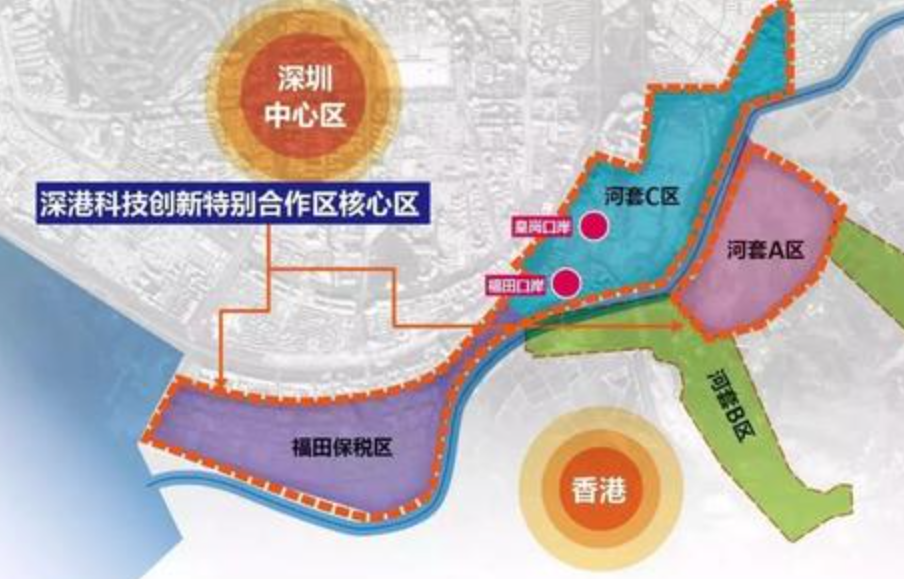 深圳
中心区
深港科技创新特别合作区核心区
河套C区
皇岗口岸
河套A区
福田口岸
河套B区
福田保税区
香港